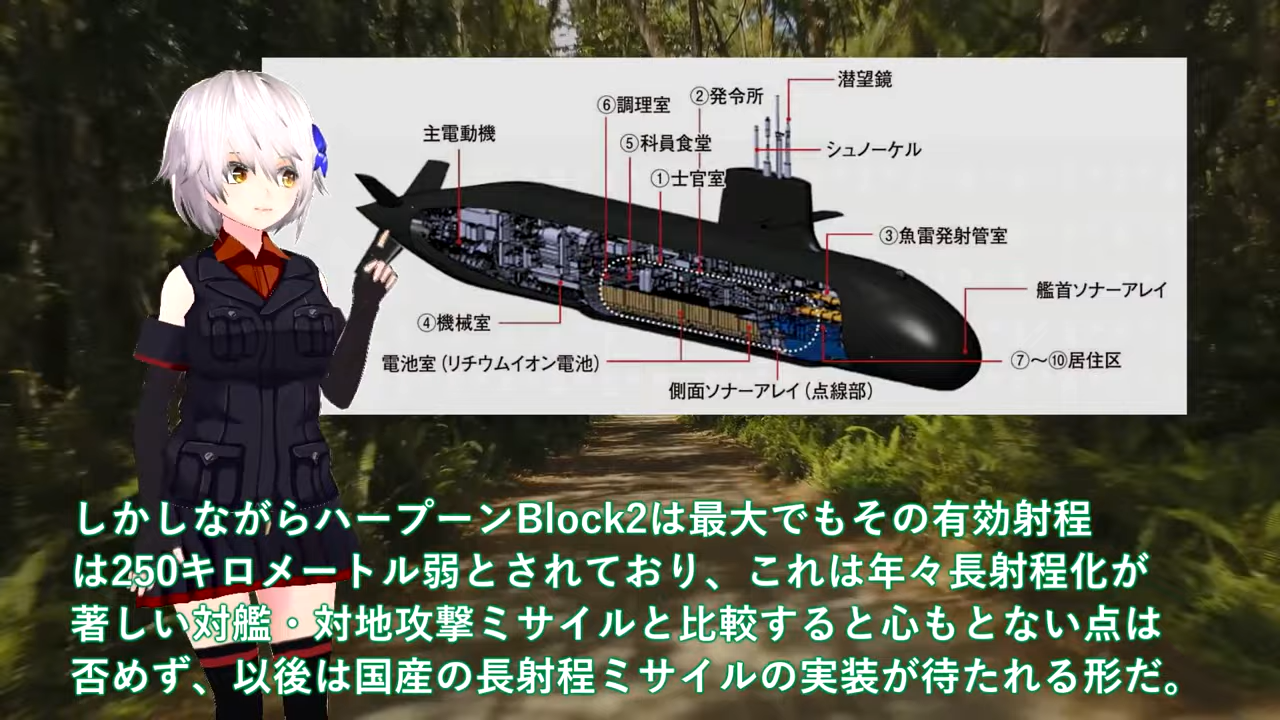 潜望鏡
②発令所
⑥調理室
主電動機
⑤科員食堂
シュノーケル
①士官室
③魚雷発射管室
艦首ソナーアレイ
④機械室
電池室(リチウムイオン電池)
⑦～⑩居住区
側面ソナーアレイ(点線部)
しかしながらハープーンBlock2は最大でもその有効射程
は250キロメートル弱とされており、これは年々長射程化が
著しい対艦・対地攻撃ミサイルと比較すると心もとない点は
否めず、以後は国産の長射程ミサイルの実装が待たれる形だ。